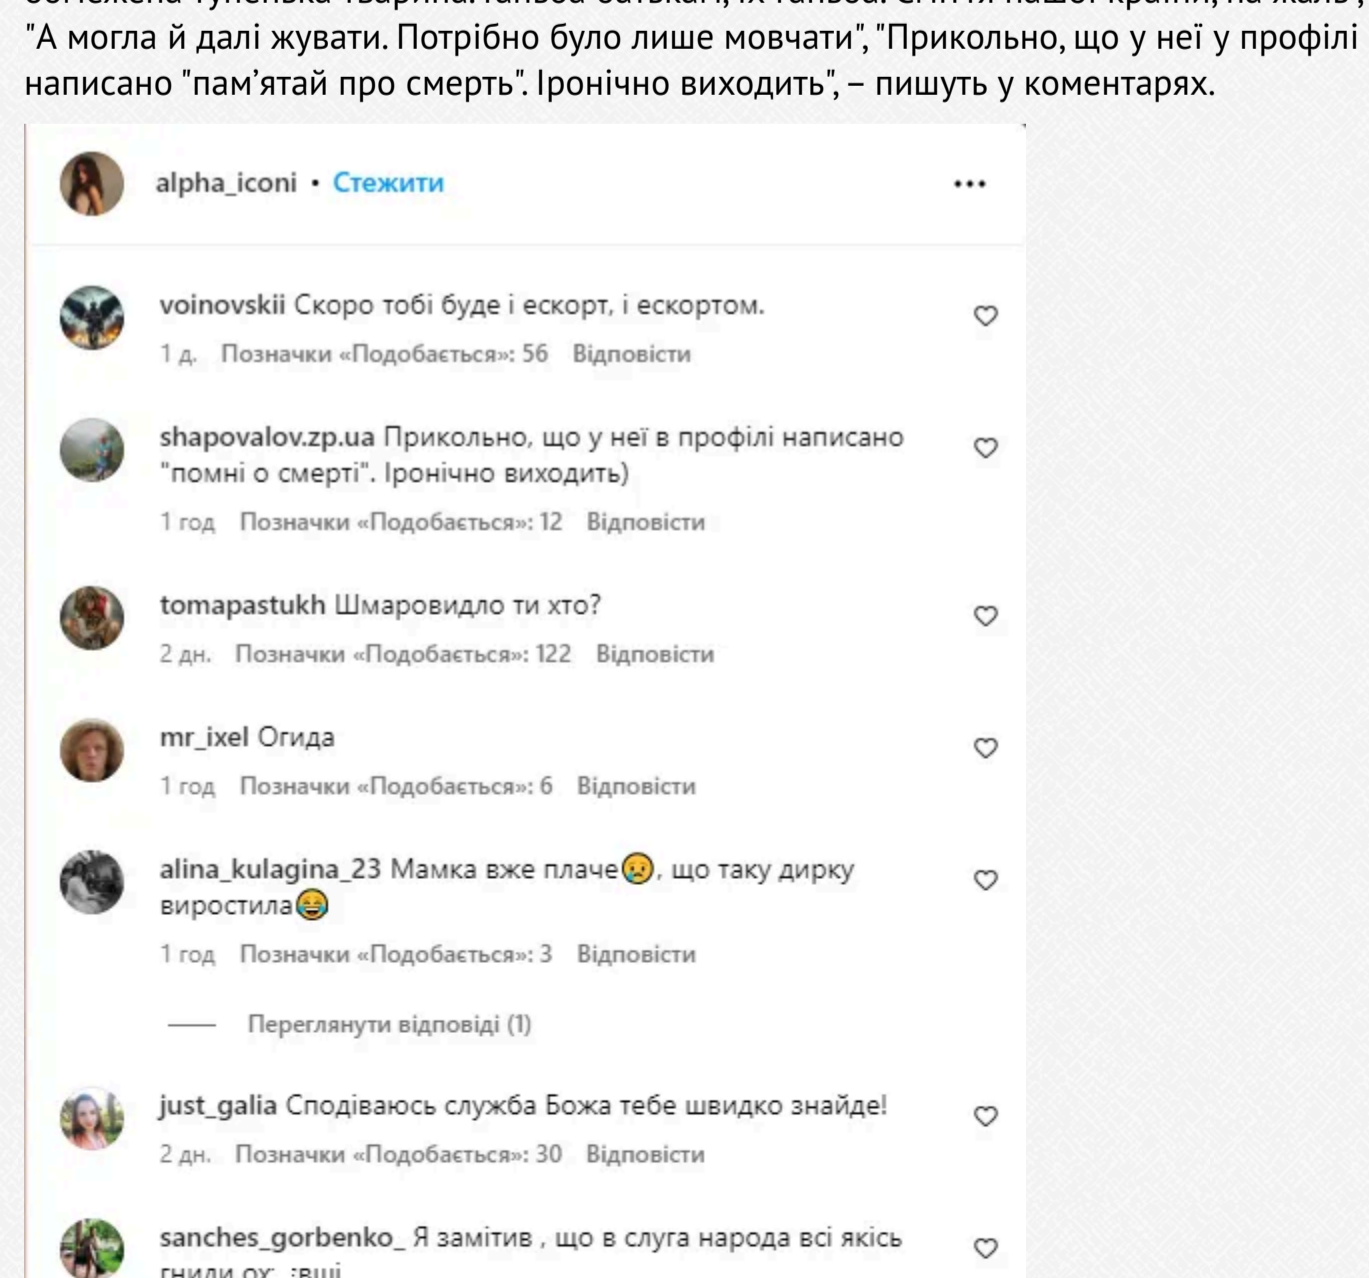 "А могла й далі жувати. Потрібно було лише мовчати", "Прикольно, що у неї у профілі
написано "пам’ятай про смерть". Іронічно виходить", – пишуть у коментарях.
alpha_iconi • Стежити
voinovskii Скоро тобі буде і ескорт, і ескортом.
1 д. Позначки «Подобається»: 56 Відповісти
shapovalov.zp.ua Прикольно, що у неї в профілі написано
"помні о смерті". Іронічно виходить)
1 год Позначки «Подобається»: 12 Відповісти
tomapastukh Шмаровидло ти хто?
2 дн. Позначки «Подобається»: 122 Відповісти
mr_ixel Огида
1 год Позначки «Подобається»: 6 Відповісти
alina_kulagina_23 Мамка вже плаче😢, що таку дирку
виростила😂
1 год Позначки «Подобається»: 3 Відповісти
Переглянути відповіді (1)
just_galia Сподіваюсь служба Божа тебе швидко знайде!
2 дн. Позначки «Подобається»: 30 Відповісти
sanches_gorbenko_ Я замітив , що в слуга народа всі якісь